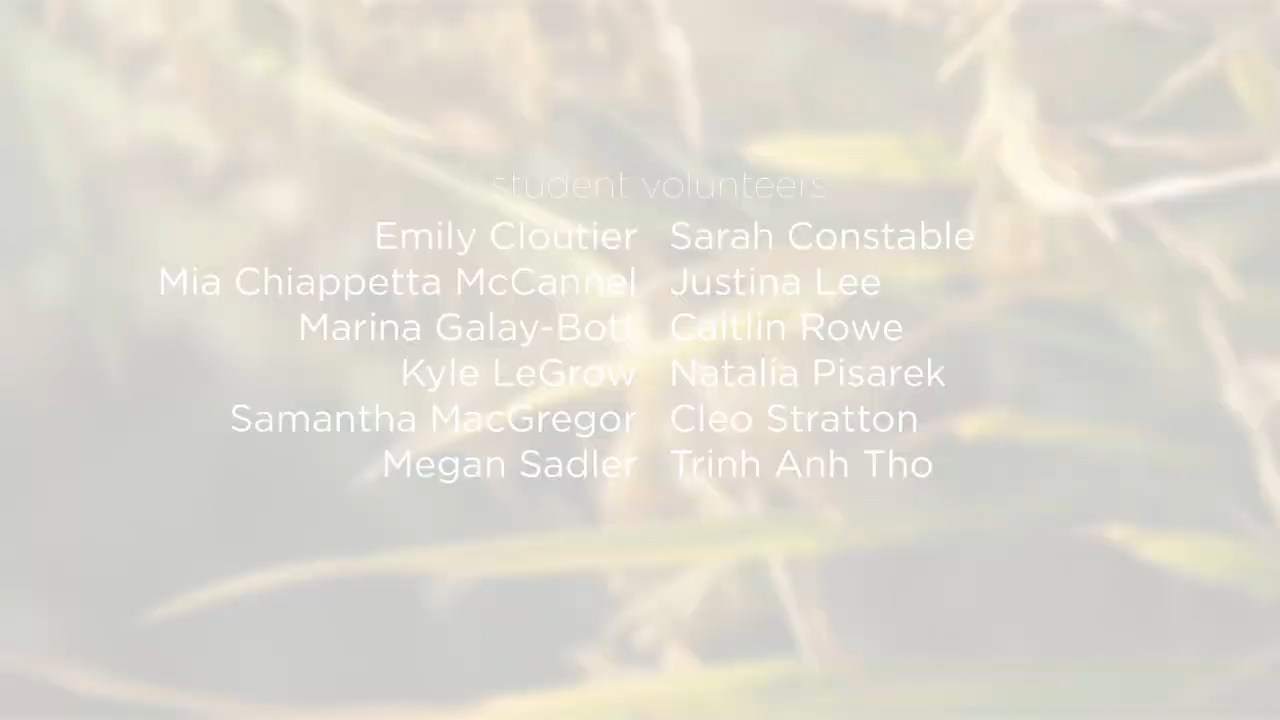 student volunteers
Emily Cloutier Sarah Constable
Mia Chiappetta McCannel Justina Lee
Marina Galay-Bott Caitlin Rowe
Kyle LeGrow Natalia Pisarek
Samantha MacGregor Cleo Stratton
Megan Sadler Trinh Anh Tho